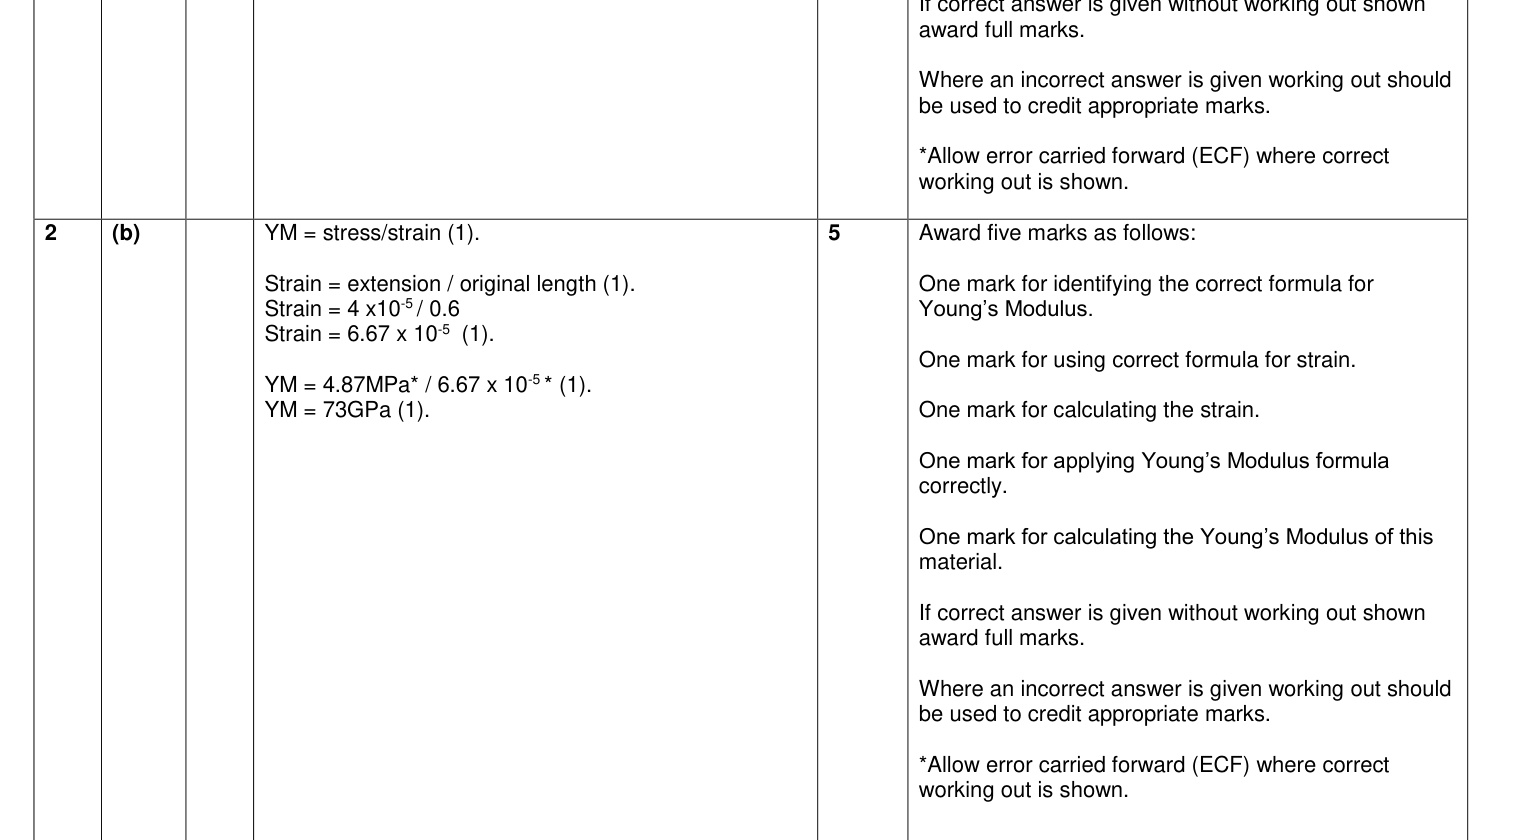 If correct answer is given without working out shown
award full marks.
Where an incorrect answer is given working out should
be used to credit appropriate marks.
*Allow error carried forward (ECF) where correct
working out is shown.
2 (b) YM = stress/strain (1). 5 Award five marks as follows:
Strain = extension / original length (1). One mark for identifying the correct formula for
Strain = 4 x10⁻⁵ / 0.6 Young’s Modulus.
Strain = 6.67 x 10⁻⁵ (1).
One mark for using correct formula for strain.
YM = 4.87MPa* / 6.67 x 10⁻⁵ * (1).
YM = 73GPa (1). One mark for calculating the strain.
One mark for applying Young’s Modulus formula
correctly.
One mark for calculating the Young’s Modulus of this
material.
If correct answer is given without working out shown
award full marks.
Where an incorrect answer is given working out should
be used to credit appropriate marks.
*Allow error carried forward (ECF) where correct
working out is shown.